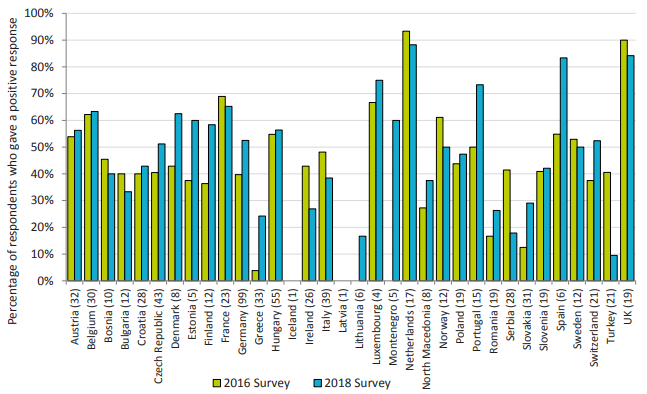 Percentage of respondents who gave a positive response
100%
90%
80%
70%
60%
50%
40%
30%
20%
10%
0%
Austria (32)
Belgium (30)
Bosnia (10)
Bulgaria (12)
Croatia (28)
Czech Republic (43)
Denmark (8)
Estonia (5)
Finland (12)
France (23)
Germany (99)
Greece (33)
Hungary (55)
Iceland (1)
Ireland (26)
Italy (39)
Latvia (1)
Lithuania (6)
Luxembourg (4)
Montenegro (5)
Netherlands (17)
North Macedonia (8)
Norway (12)
Poland (19)
Portugal (15)
Romania (19)
Serbia (28)
Slovakia (31)
Slovenia (19)
Spain (6)
Sweden (12)
Switzerland (21)
Turkey (21)
UK (19)
2016 Survey
2018 Survey